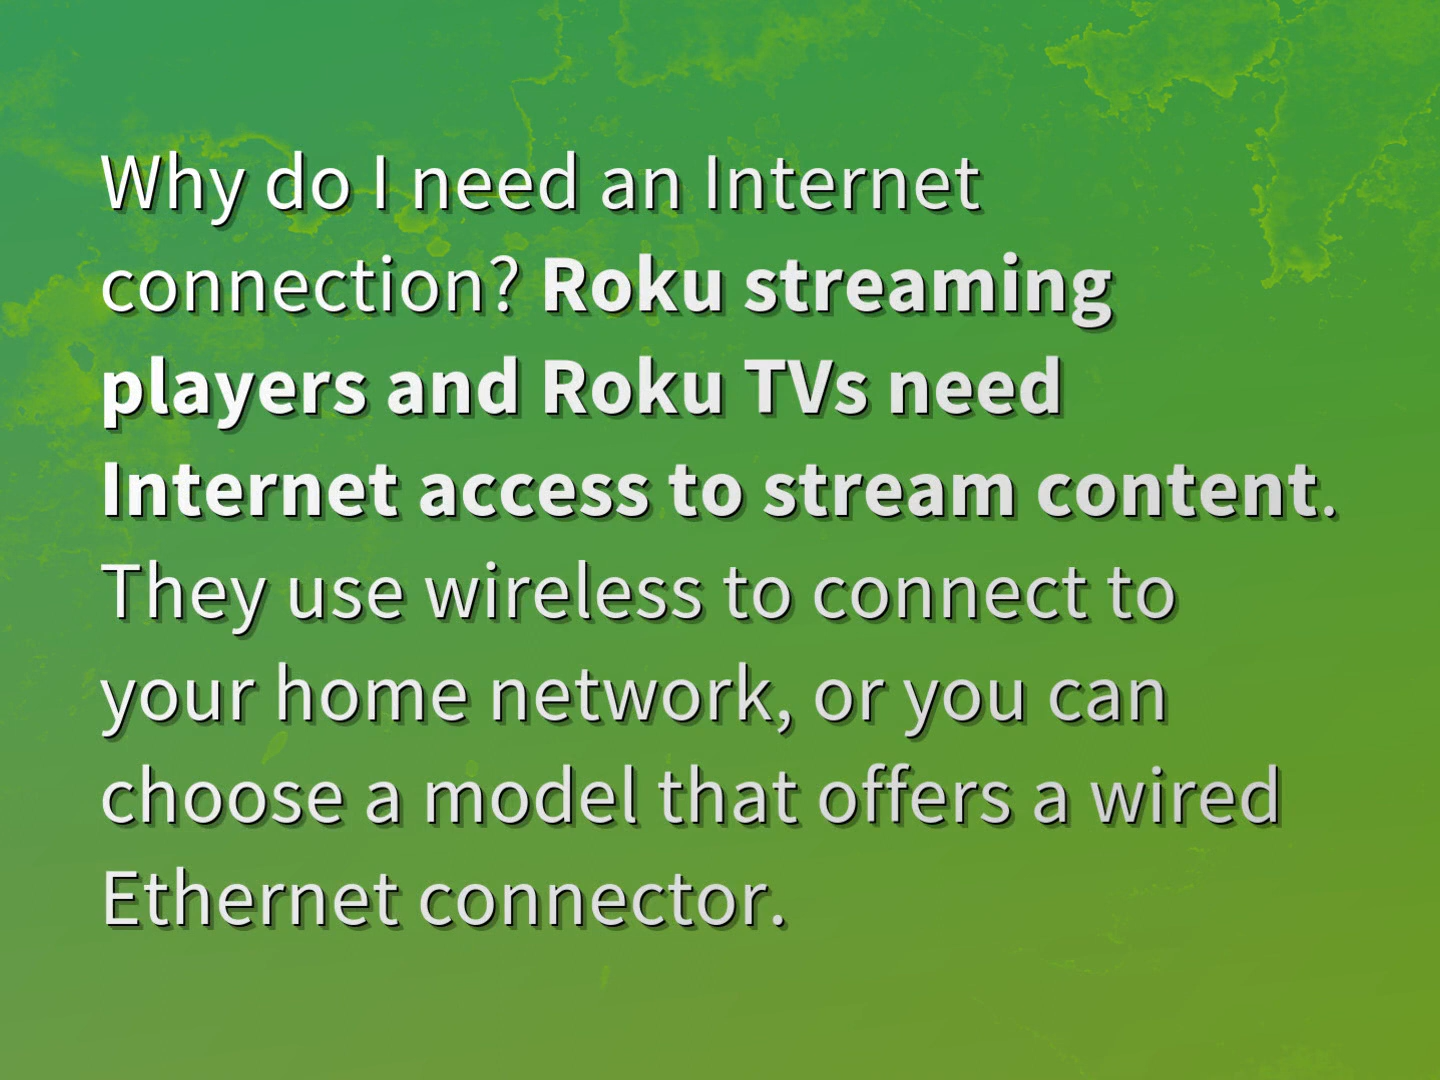 Why do I need an Internet
connection? Roku streaming
players and Roku TVs need
Internet access to stream content.
They use wireless to connect to
your home network, or you can
choose a model that offers a wired
Ethernet connector.